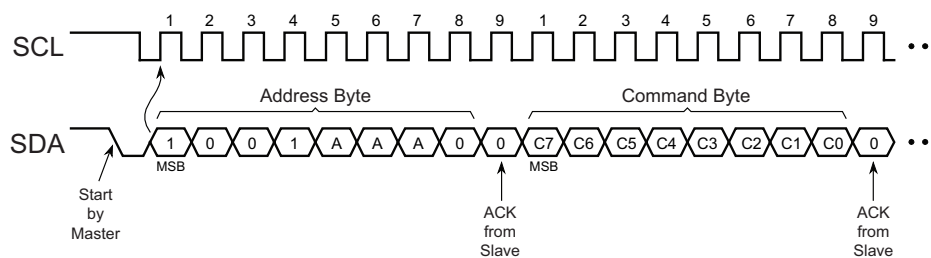 1 2 3 4 5 6 7 8 9 1 2 3 4 5 6 7 8 9
SCL
Address Byte Command Byte
SDA 1 0 0 1 A A A 0 0 C7 C6 C5 C4 C3 C2 C1 C0 0
MSB MSB
Start
by
Master
ACK
from
Slave
ACK
from
Slave